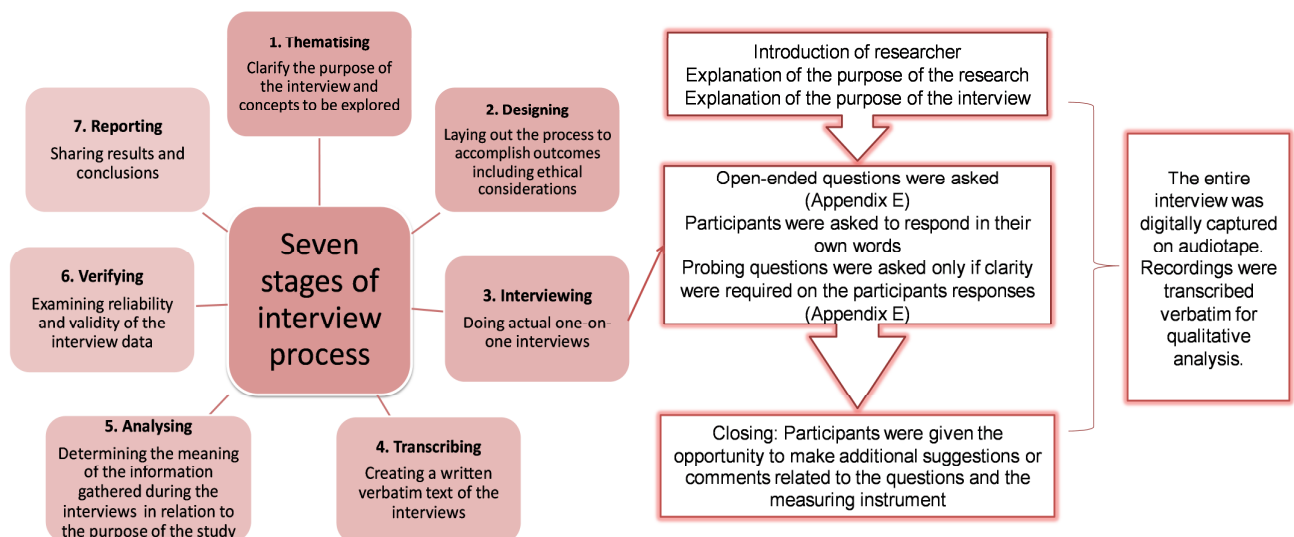 1. Thematising
Clarify the purpose of
the interview and
concepts to be explored
2. Designing
Laying out the process to
accomplish outcomes
including ethical
considerations
3. Interviewing
Doing actual one-on-
one interviews
4. Transcribing
Creating a written
verbatim text of the
interviews
5. Analysing
Determining the meaning
of the information
gathered during the
interviews in relation to
the purpose of the study
6. Verifying
Examining reliability
and validity of the
interview data
7. Reporting
Sharing results and
conclusions
Seven
stages of
interview
process
Introduction of researcher
Explanation of the purpose of the research
Explanation of the purpose of the interview
Open-ended questions were asked
(Appendix E)
Participants were asked to respond in their
own words
Probing questions were asked only if clarity
were required on the participants responses
(Appendix E)
Closing: Participants were given the
opportunity to make additional suggestions or
comments related to the questions and the
measuring instrument
The entire
interview was
digitally captured
on audiotape.
Recordings were
transcribed
verbatim for
qualitative
analysis.